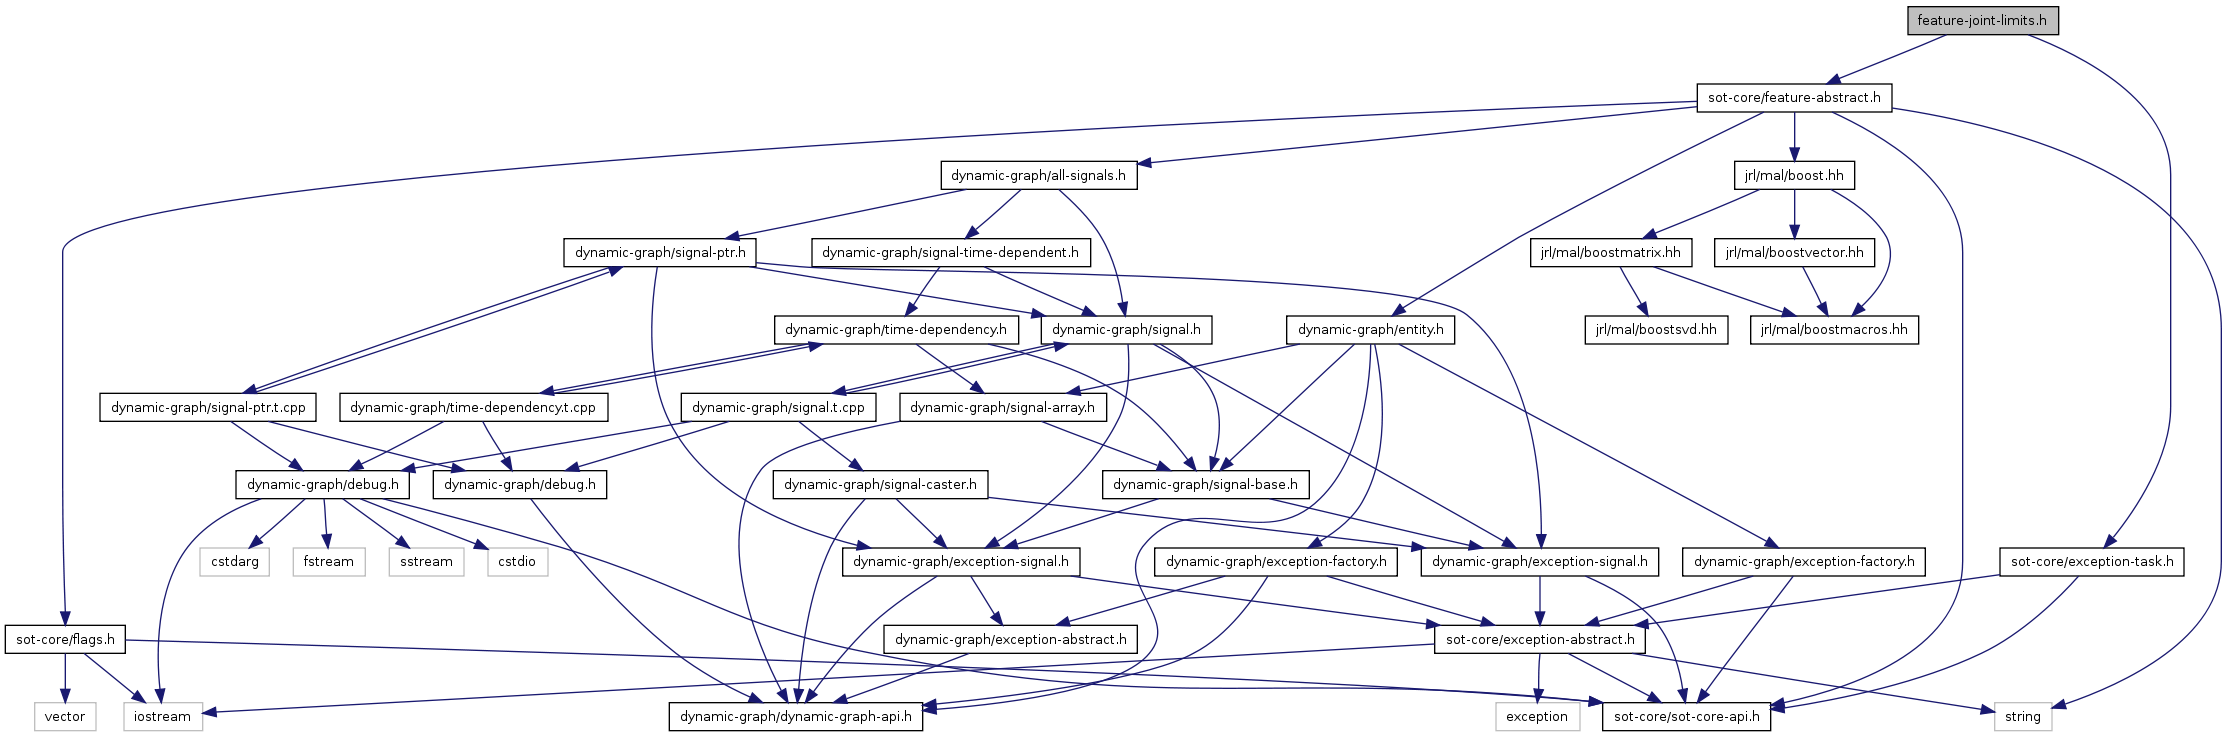 feature-joint-limits.h
sot-core/feature-abstract.h
dynamic-graph/all-signals.h
jrl/mal/boost.hh
dynamic-graph/signal-ptr.h
dynamic-graph/signal-time-dependent.h
jrl/mal/boostmatrix.hh
jrl/mal/boostvector.hh
dynamic-graph/time-dependency.h
dynamic-graph/signal.h
dynamic-graph/entity.h
jrl/mal/boostsvd.hh
jrl/mal/boostmacros.hh
dynamic-graph/signal-ptr.t.cpp
dynamic-graph/time-dependency.t.cpp
dynamic-graph/signal.t.cpp
dynamic-graph/signal-array.h
dynamic-graph/debug.h
dynamic-graph/debug.h
dynamic-graph/signal-caster.h
dynamic-graph/signal-base.h
cstdarg
fstream
sstream
cstdio
dynamic-graph/exception-signal.h
dynamic-graph/exception-factory.h
dynamic-graph/exception-signal.h
dynamic-graph/exception-factory.h
sot-core/exception-task.h
sot-core/flags.h
dynamic-graph/exception-abstract.h
sot-core/exception-abstract.h
vector
iostream
dynamic-graph/dynamic-graph-api.h
exception
sot-core/sot-core-api.h
string